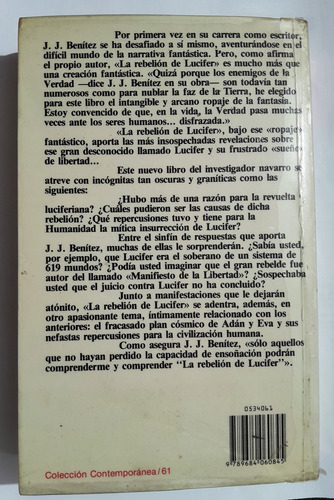 Por primera vez en su carrera como escritor,
J. J. Benítez se ha desafiado a sí mismo, aventurándose en el
difícil mundo de la narrativa fantástica. Pero, como afirma
el propio autor, «La rebelión de Lucifer» es mucho más que
una creación fantástica. «Quizá porque los enemigos de la
Verdad —dice J. J. Benítez en su obra— son todavía tan
numerosos como para nublar la faz de la Tierra, he elegido
para este libro el intangible y arcano ropaje de la fantasía.
Estoy convencido de que, en la vida, la Verdad pasa muchas
veces ante los seres humanos... disfrazada.»
«La rebelión de Lucifer», bajo ese «ropaje»
fantástico, aporta las más insospechadas revelaciones sobre
ese gran desconocido llamado Lucifer y su frustrado «sueño»
de libertad...
Este nuevo libro del investigador navarro se
atreve con incógnitas tan oscuras y graníticas como las
siguientes:
¿Hubo más de una razón para la revuelta
luciferiana? ¿Cuáles pudieron ser las causas de dicha
rebelión? ¿Qué repercusiones tuvo y tiene para la
Humanidad la mítica insurrección de Lucifer?
Entre el sinfín de respuestas que aporta
J. J. Benítez, muchas de ellas le sorprenderán. ¿Sabía usted,
por ejemplo, que Lucifer era el soberano de un sistema de
619 mundos? ¿Podía usted imaginar que el gran rebelde fue
autor del llamado «Manifiesto de la Libertad»? ¿Sospechaba
usted que el juicio contra Lucifer no ha concluido?
Junto a manifestaciones que le dejarán
atónito, «La rebelión de Lucifer» se adentra, además, en
otro apasionante tema, íntimamente relacionado con los
anteriores: el fracasado plan cósmico de Adán y Eva y sus
nefastas repercusiones para la civilización humana.
Como asegura J. J. Benítez, «sólo aquellos
que no hayan perdido la capacidad de ensoñación podrán
comprenderme y comprender "La rebelión de Lucifer"».
0534061
9 789684 060845
Colección Contemporánea/61